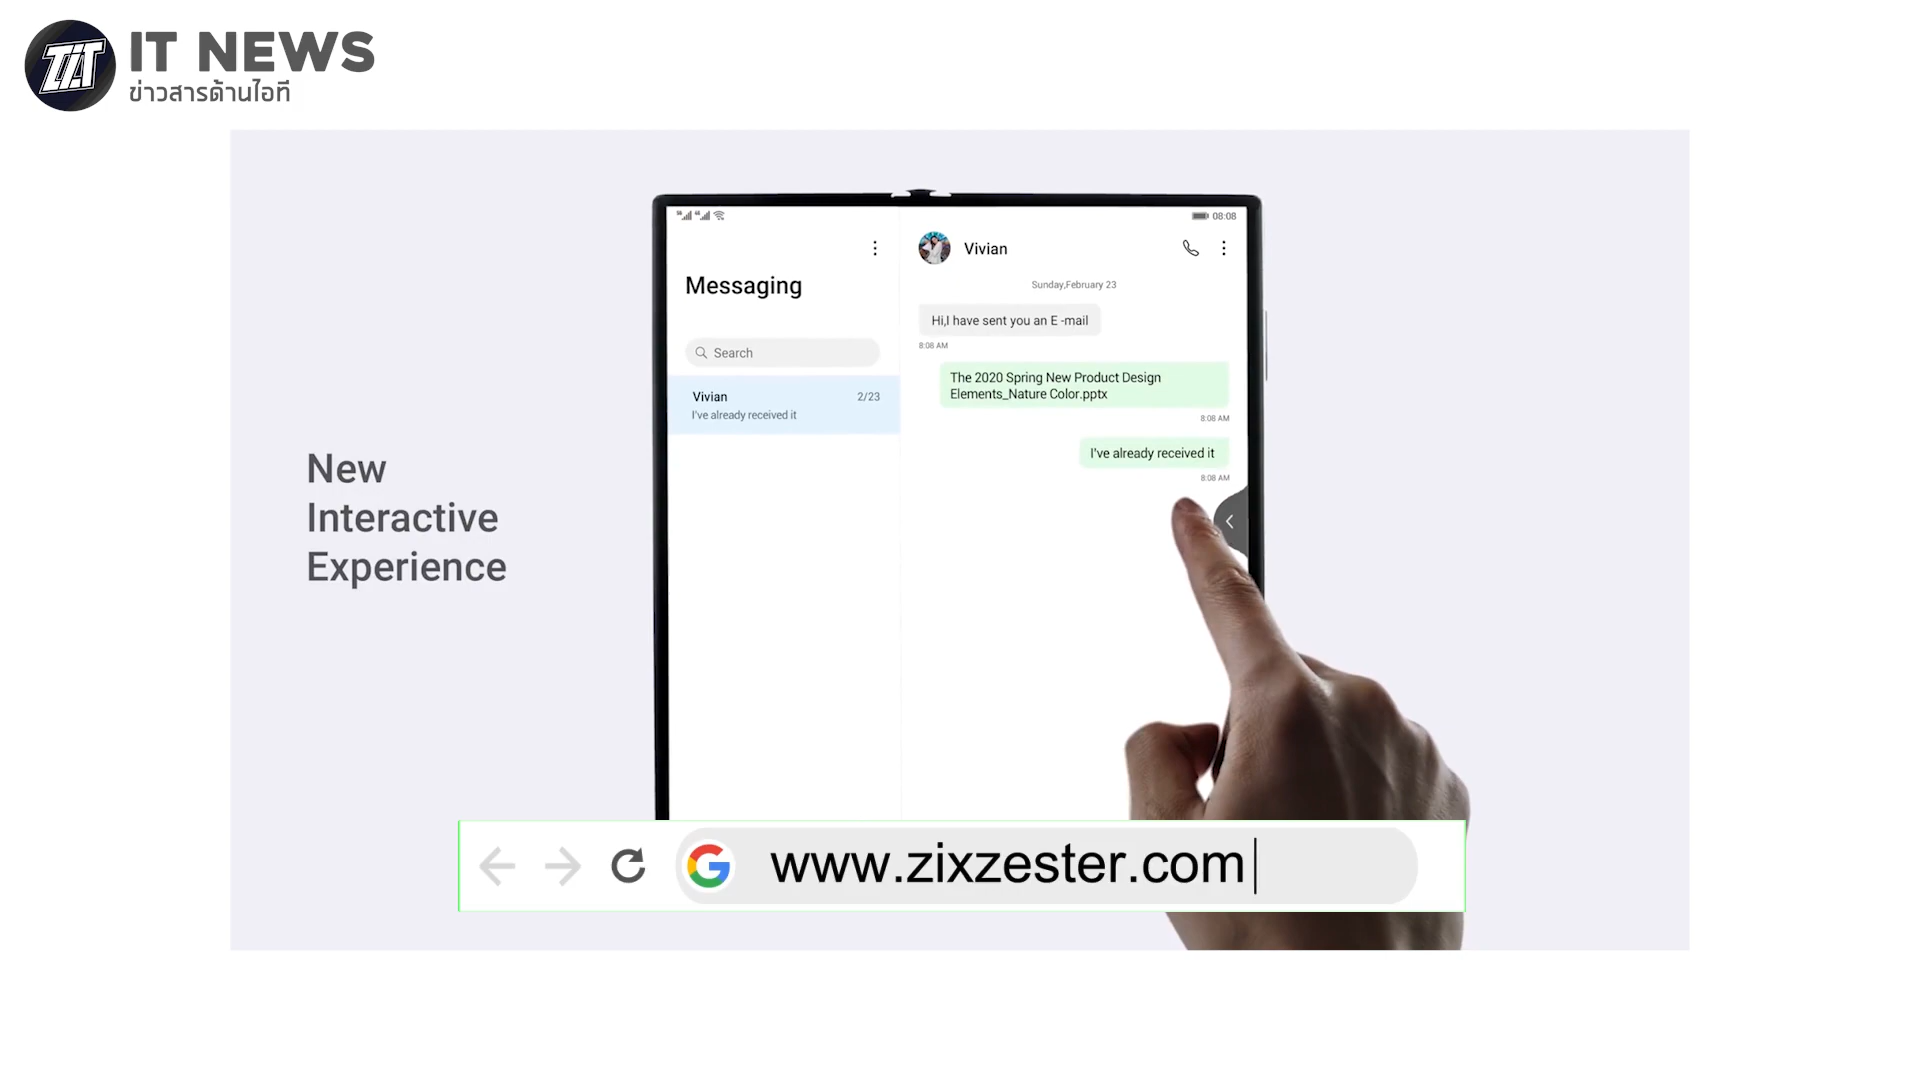 ZiT
IT NEWS
ข่าวสารด้านไอที
08:08
Messaging
Search
Vivian 2/23
I've already received it
Vivian
Sunday,February 23
Hi,I have sent you an E -mail
8:08 AM
The 2020 Spring New Product Design
Elements_Nature Color.pptx
8:08 AM
I've already received it
8:08 AM
New
Interactive
Experience
www.zixzester.com